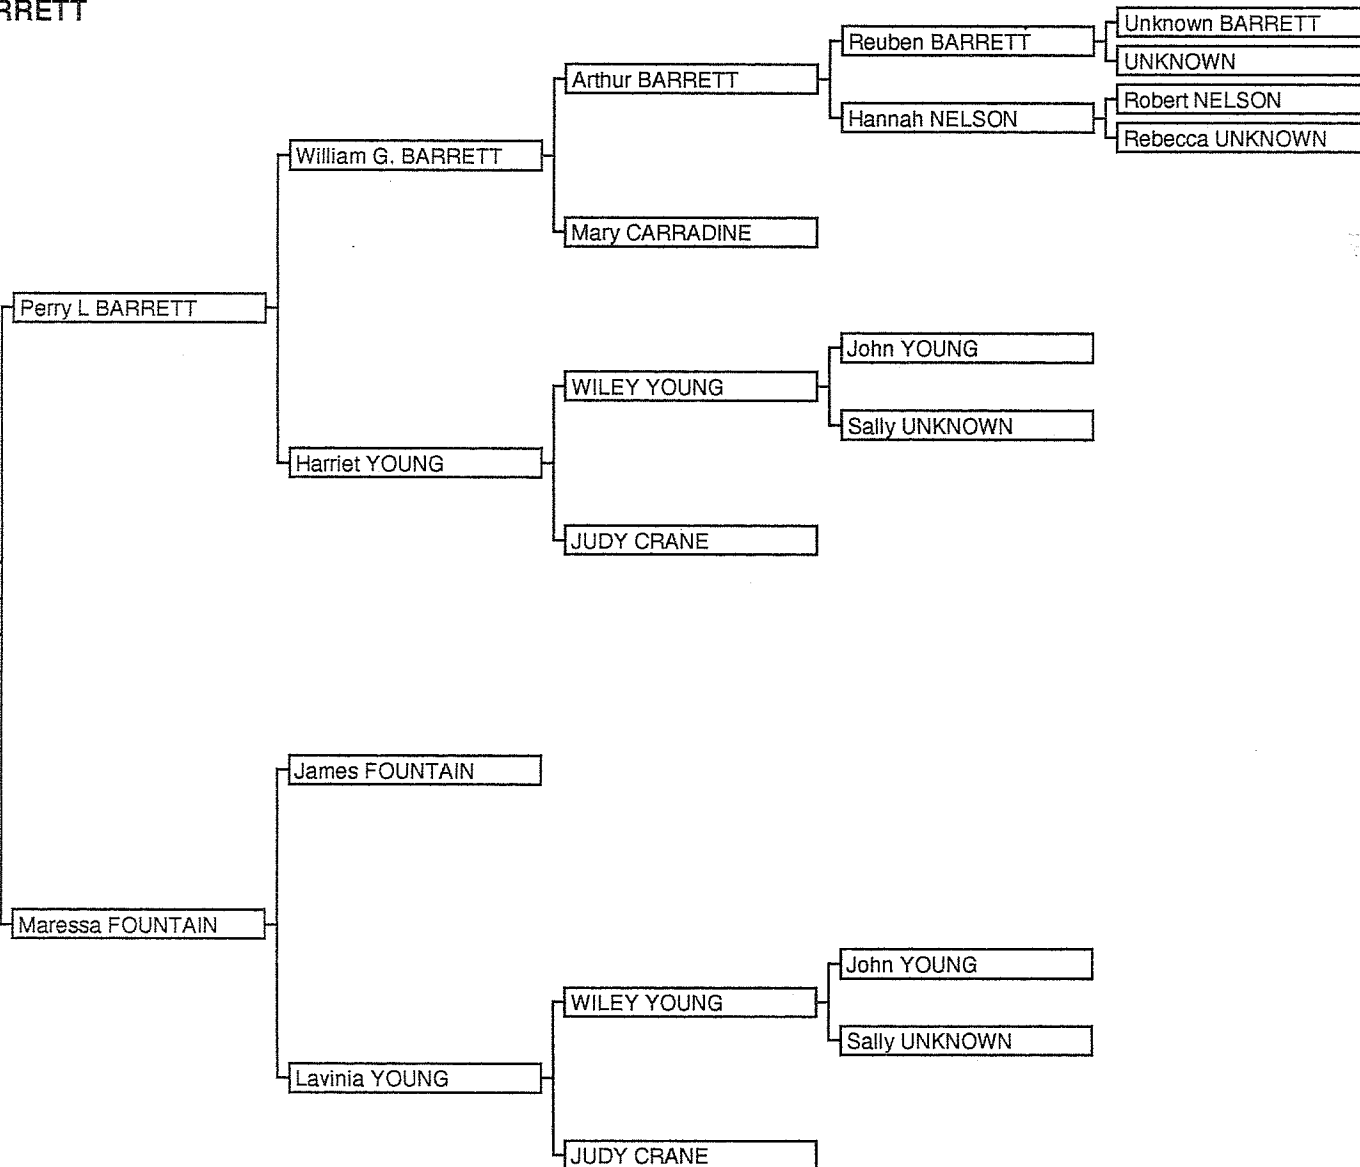 RRETT
Unknown BARRETT
Reuben BARRETT
UNKNOWN
Arthur BARRETT
Robert NELSON
Hannah NELSON
Rebecca UNKNOWN
William G. BARRETT
Mary CARRADINE
Perry L BARRETT
John YOUNG
WILEY YOUNG
Sally UNKNOWN
Harriet YOUNG
JUDY CRANE
James FOUNTAIN
Maressa FOUNTAIN
John YOUNG
WILEY YOUNG
Sally UNKNOWN
Lavinia YOUNG
JUDY CRANE